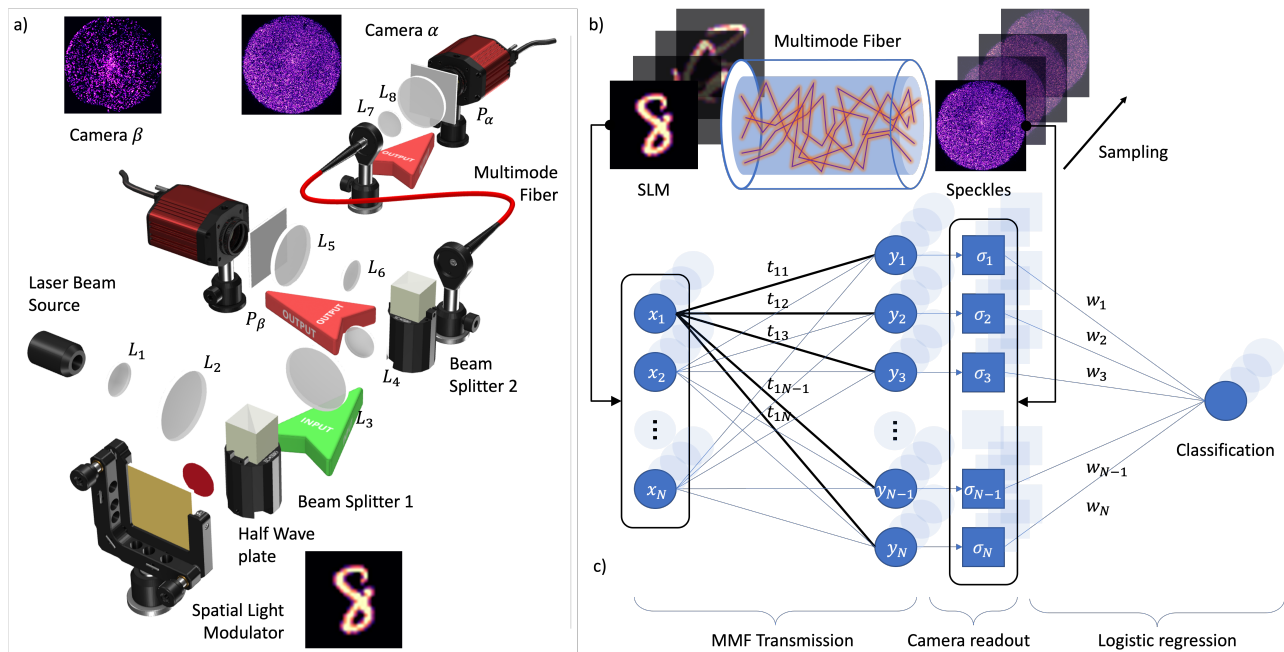 a)
Camera α
Camera β
L7
L8
Pα
OUTPUT
Multimode
Fiber
L5
L6
Laser Beam
Source
Pβ
OUTPUT
OUTPUT
L1
L2
L4
Beam
Splitter 2
L3
INPUT
Beam Splitter 1
Half Wave
plate
Spatial Light
Modulator
b)
Multimode Fiber
SLM
Speckles
Sampling
x1
x2
...
xN
t11
t12
t13
t1N−1
t1N
y1
y2
y3
...
yN−1
yN
σ1
σ2
σ3
σN−1
σN
w1
w2
w3
wN−1
wN
Classification
c)
MMF Transmission
Camera readout
Logistic regression